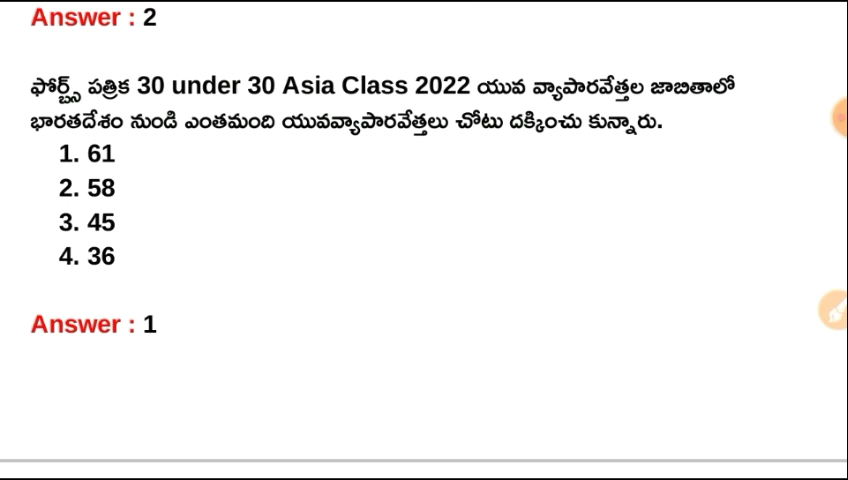 Answer : 2
ఫోర్బ్స్ పత్రిక 30 under 30 Asia Class 2022 యువ వ్యాపారవేత్తల జాబితాలో
భారతదేశం నుండి ఎంతమంది యువవ్యాపారవేత్తలు చోటు దక్కించు కున్నారు.
1. 61
2. 58
3. 45
4. 36
Answer : 1